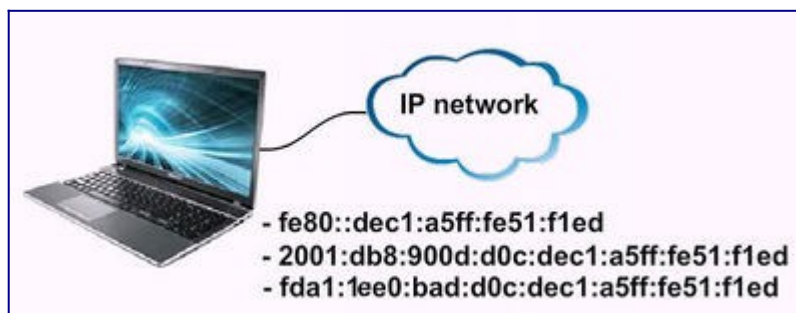 IP network
- fe80::dec1:a5ff:fe51:f1ed
- 2001:db8:900d:d0c:dec1:a5ff:fe51:f1ed
- fda1:1ee0:bad:d0c:dec1:a5ff:fe51:f1ed